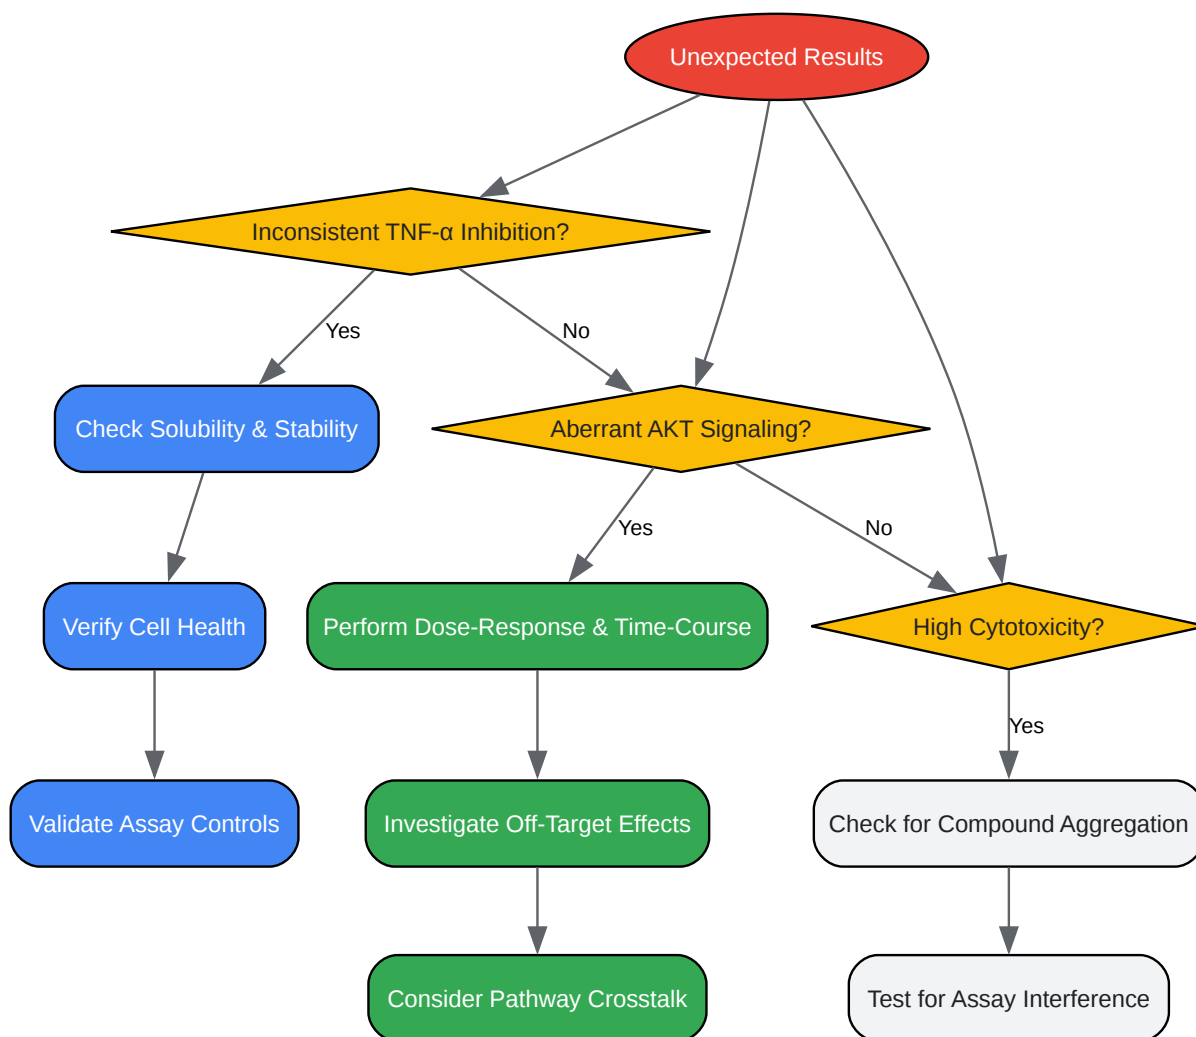 Unexpected Results
Inconsistent TNF-α Inhibition?
Yes
No
Check Solubility & Stability
Aberrant AKT Signaling?
Yes
No
Verify Cell Health
Perform Dose-Response & Time-Course
High Cytotoxicity?
Yes
Validate Assay Controls
Investigate Off-Target Effects
Check for Compound Aggregation
Consider Pathway Crosstalk
Test for Assay Interference